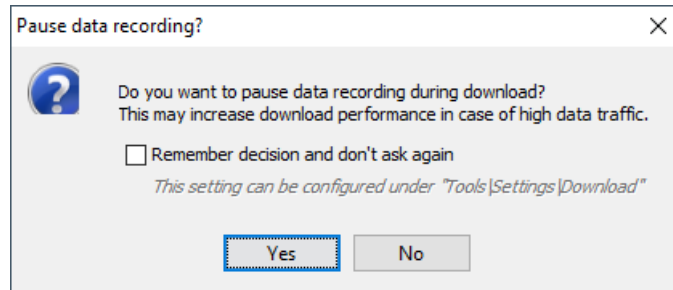 Pause data recording?
Do you want to pause data recording during download?
This may increase download performance in case of high data traffic.
Remember decision and don't ask again
This setting can be configured under "Tools|Settings|Download"
Yes No